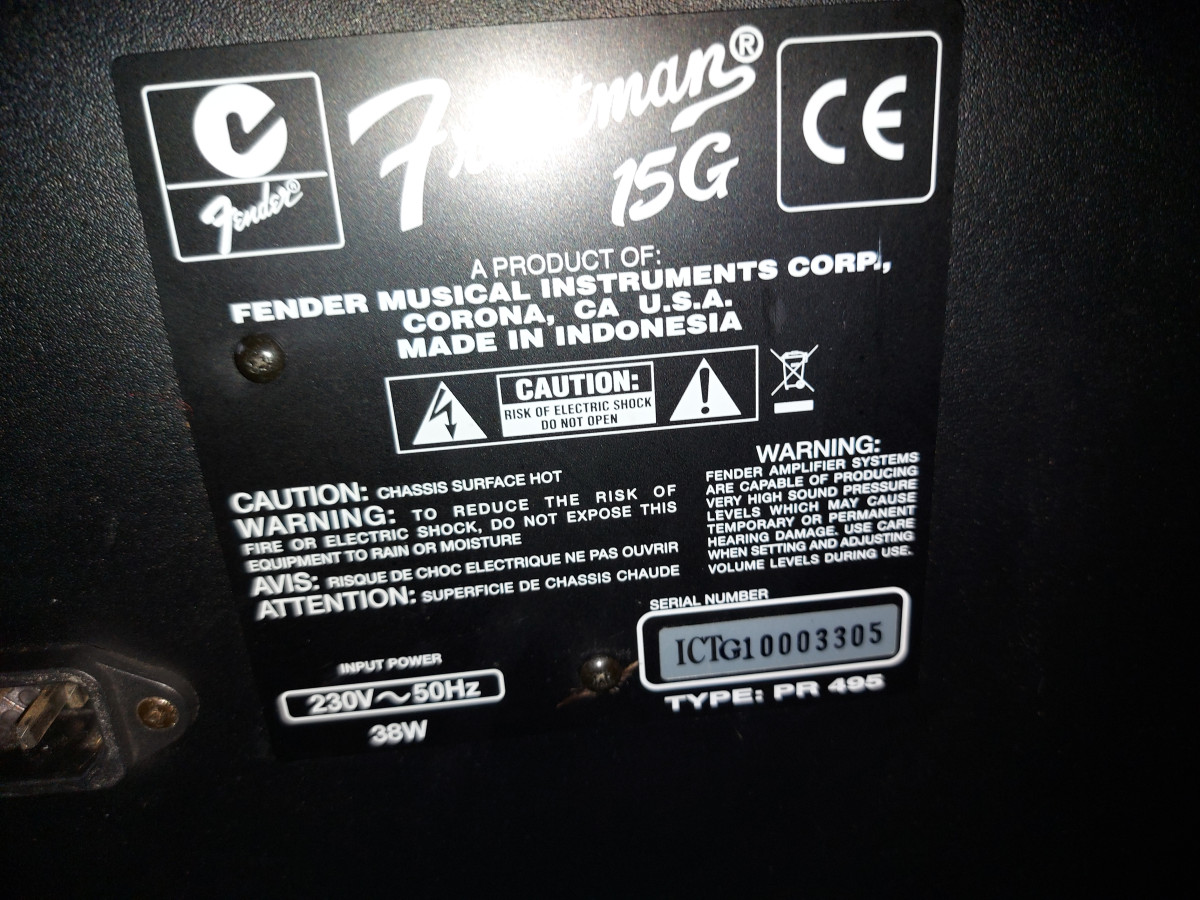 Fender®
15G
CE
A PRODUCT OF:
FENDER MUSICAL INSTRUMENTS CORP.,
CORONA, CA U.S.A.
MADE IN INDONESIA
CAUTION:
RISK OF ELECTRIC SHOCK
DO NOT OPEN
CAUTION: CHASSIS SURFACE HOT
WARNING: TO REDUCE THE RISK OF
FIRE OR ELECTRIC SHOCK, DO NOT EXPOSE THIS
EQUIPMENT TO RAIN OR MOISTURE
AVIS: RISQUE DE CHOC ELECTRIQUE NE PAS OUVRIR
ATTENTION: SUPERFICIE DE CHASSIS CHAUDE
WARNING:
FENDER AMPLIFIER SYSTEMS
ARE CAPABLE OF PRODUCING
VERY HIGH SOUND PRESSURE
LEVELS WHICH MAY CAUSE
TEMPORARY OR PERMANENT
HEARING DAMAGE. USE CARE
WHEN SETTING AND ADJUSTING
VOLUME LEVELS DURING USE.
SERIAL NUMBER
ICTG10003305
TYPE: PR 495
INPUT POWER
230V~50Hz
38W